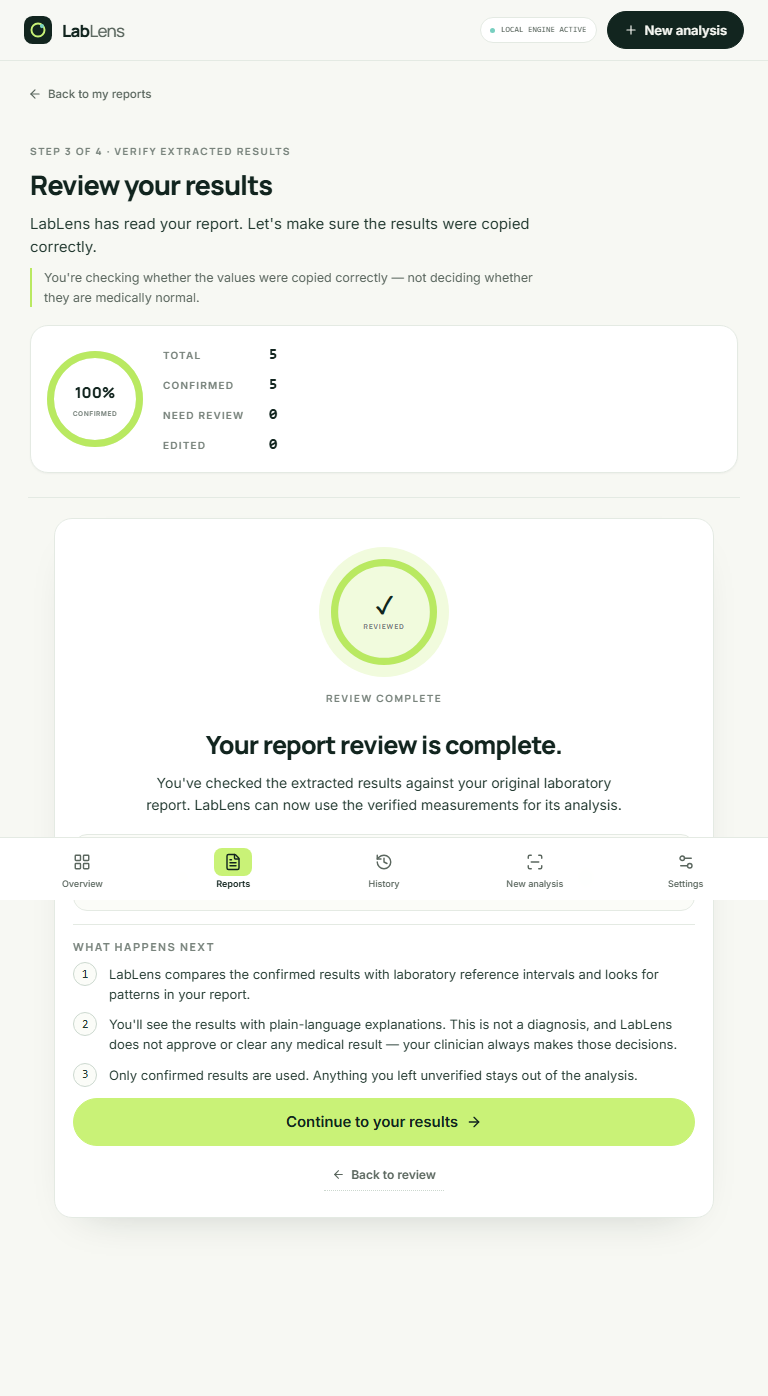 LabLens
LOCAL ENGINE ACTIVE
New analysis
Back to my reports
STEP 3 OF 4 · VERIFY EXTRACTED RESULTS
Review your results
LabLens has read your report. Let's make sure the results were copied
correctly.
You're checking whether the values were copied correctly — not deciding whether
they are medically normal.
100%
CONFIRMED
TOTAL 5
CONFIRMED 5
NEED REVIEW 0
EDITED 0
✓
REVIEWED
REVIEW COMPLETE
Your report review is complete.
You've checked the extracted results against your original laboratory
report. LabLens can now use the verified measurements for its analysis.
Overview
Reports
History
New analysis
Settings
WHAT HAPPENS NEXT
1 LabLens compares the confirmed results with laboratory reference intervals and looks for
patterns in your report.
2 You'll see the results with plain-language explanations. This is not a diagnosis, and LabLens
does not approve or clear any medical result — your clinician always makes those decisions.
3 Only confirmed results are used. Anything you left unverified stays out of the analysis.
Continue to your results →
← Back to review